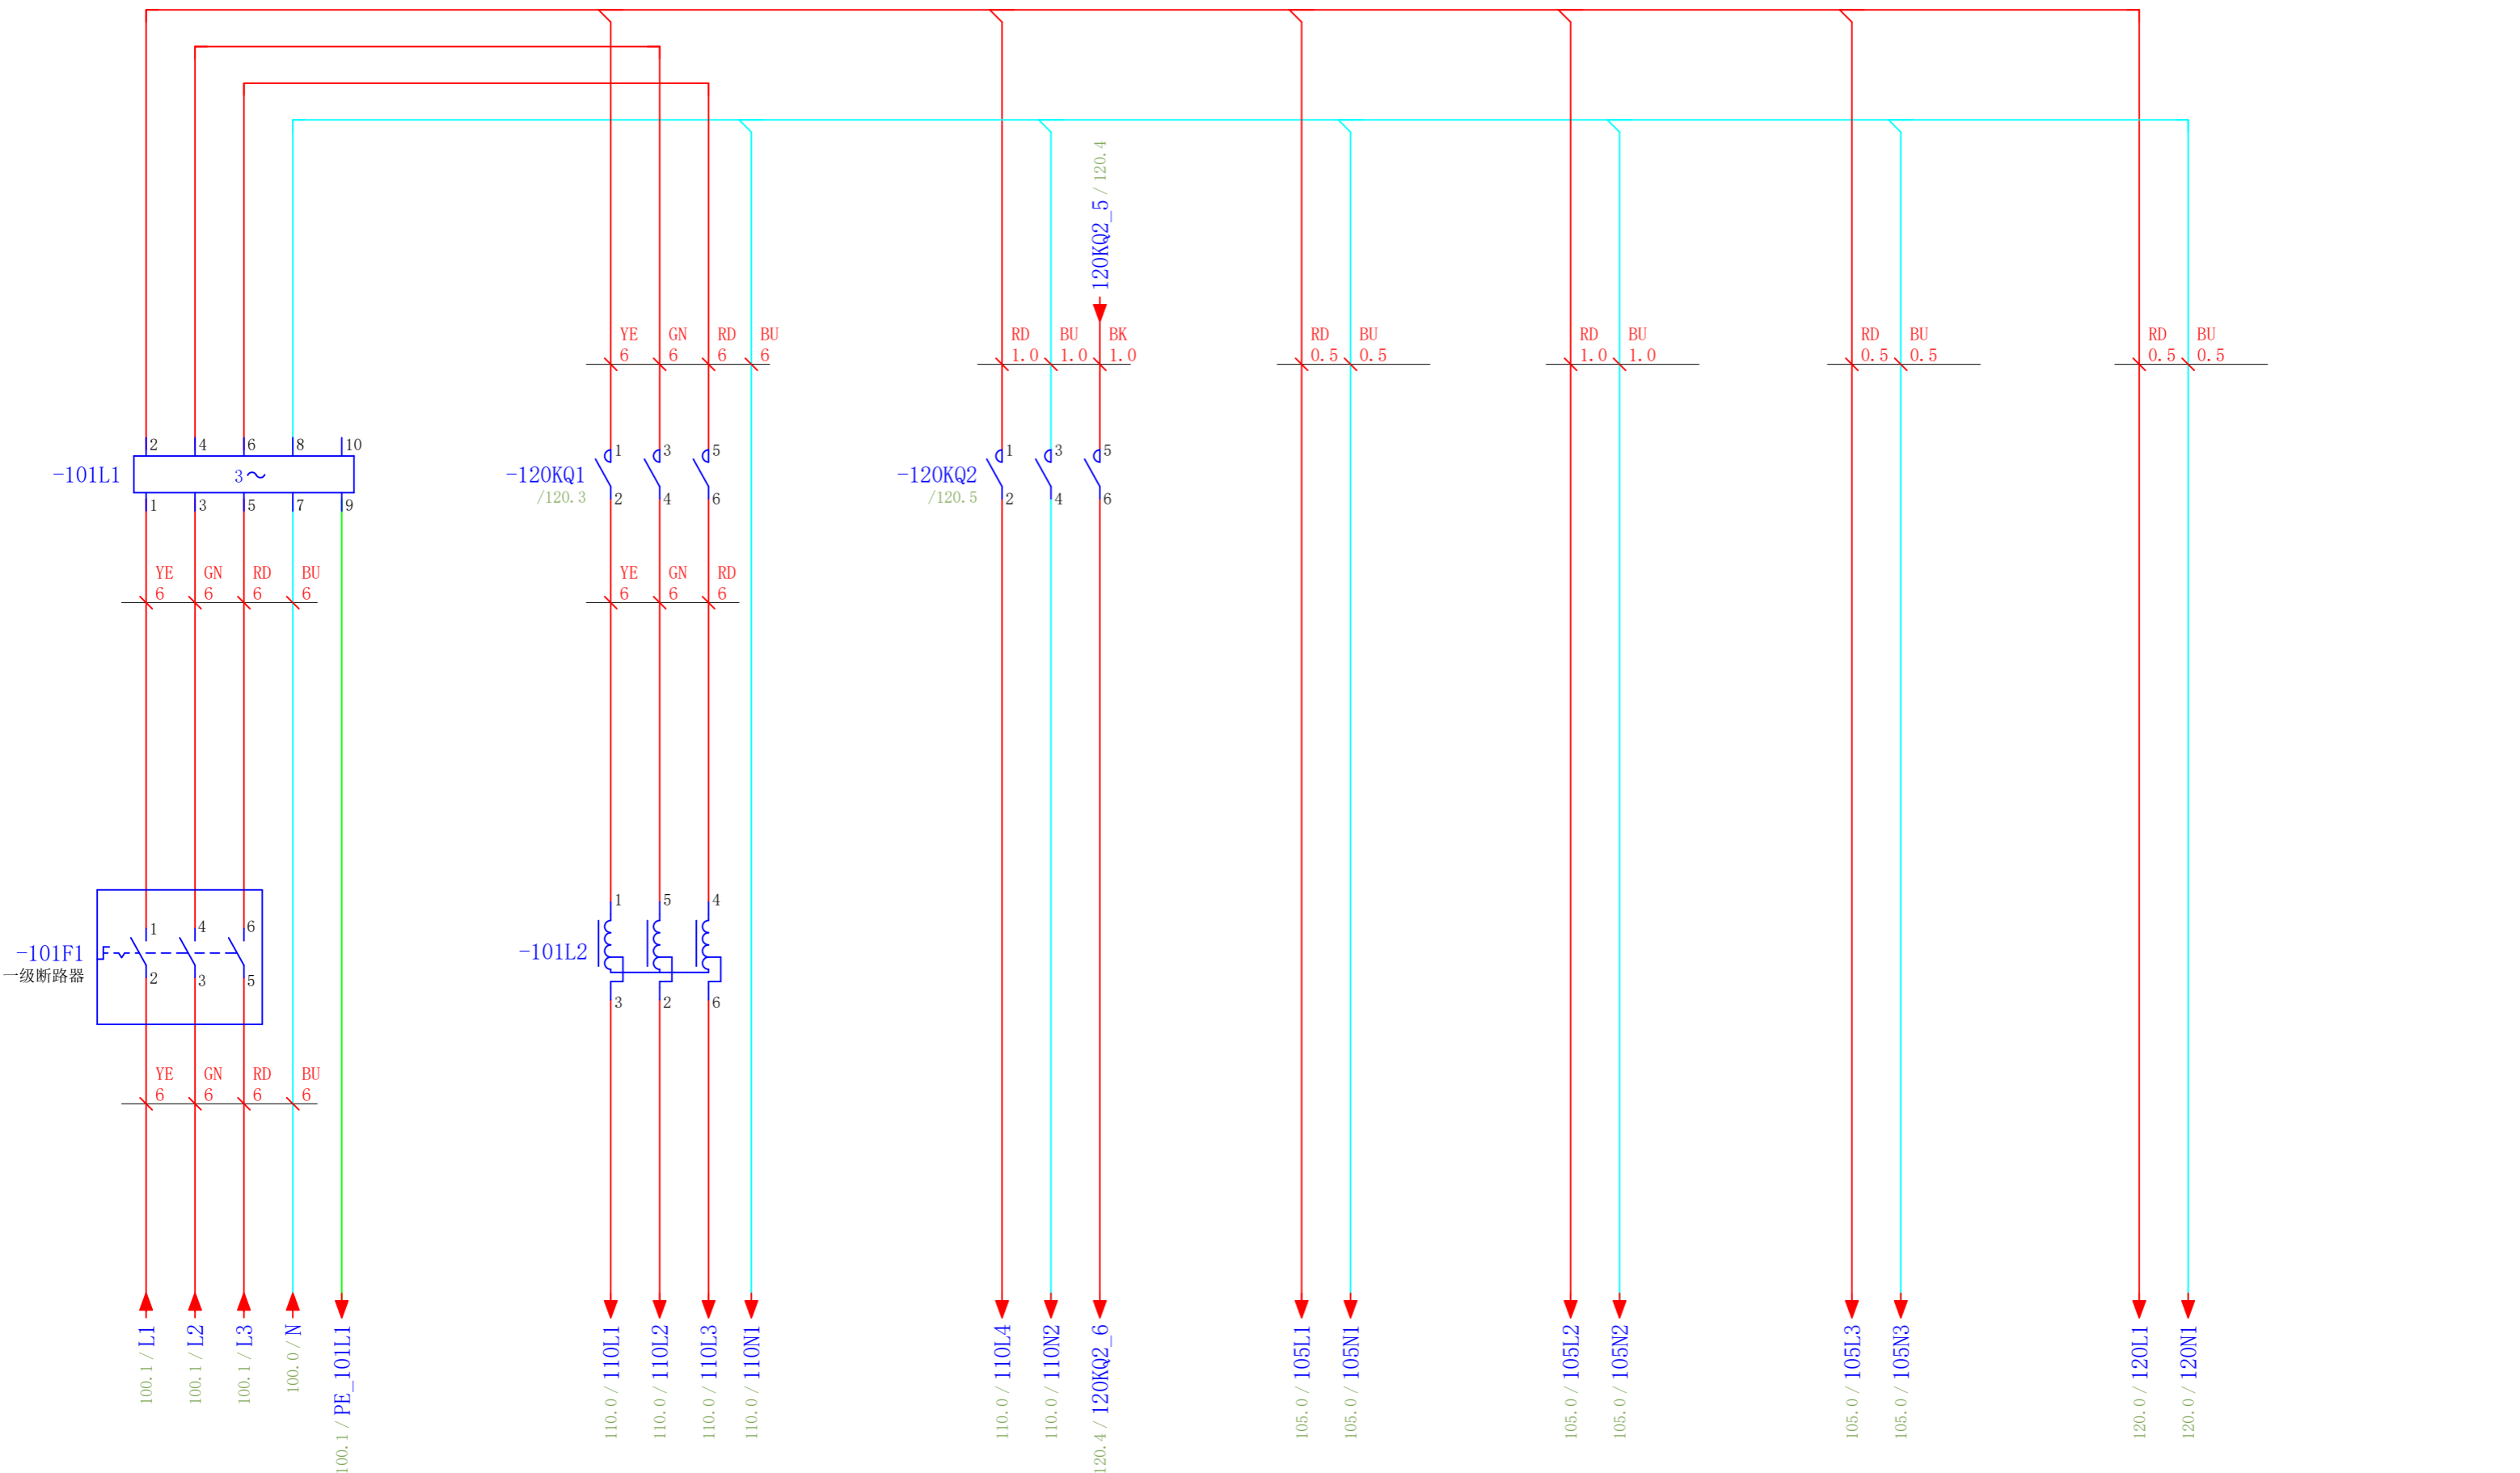 120KQ2_5 / 120.4
YE GN RD BU
6 6 6 6
RD BU BK
1.0 1.0 1.0
RD BU
0.5 0.5
RD BU
1.0 1.0
RD BU
0.5 0.5
RD BU
0.5 0.5
2 4 6 8 10
-101L1
3～
1 3 5 7 9
1 3 5
-120KQ1
/120.3
2 4 6
1 3 5
-120KQ2
/120.5
2 4 6
YE GN RD BU
6 6 6 6
YE GN RD
6 6 6
1 4 6
-101F1
一级断路器
2 3 5
1 5 4
-101L2
3 2 6
YE GN RD BU
6 6 6 6
100.1 / L1
100.1 / L2
100.1 / L3
100.0 / N
100.1 / PE_101L1
110.0 / 110L1
110.0 / 110L2
110.0 / 110L3
110.0 / 110N1
110.0 / 110L4
110.0 / 110N2
120.4 / 120KQ2_6
105.0 / 105L1
105.0 / 105N1
105.0 / 105L2
105.0 / 105N2
105.0 / 105L3
105.0 / 105N3
120.0 / 120L1
120.0 / 120N1